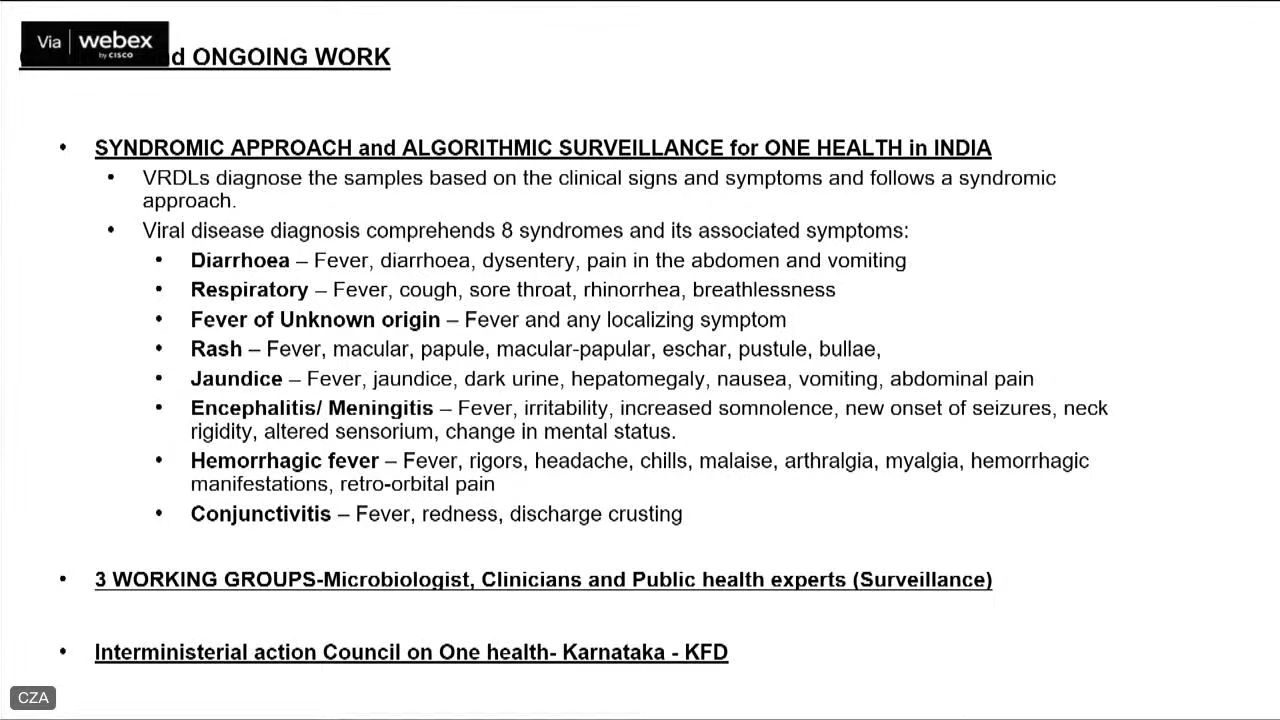 Via webex
by CISCO
d ONGOING WORK
• SYNDROMIC APPROACH and ALGORITHMIC SURVEILLANCE for ONE HEALTH in INDIA
• VRDLs diagnose the samples based on the clinical signs and symptoms and follows a syndromic
approach.
• Viral disease diagnosis comprehends 8 syndromes and its associated symptoms:
• Diarrhoea – Fever, diarrhoea, dysentery, pain in the abdomen and vomiting
• Respiratory – Fever, cough, sore throat, rhinorrhea, breathlessness
• Fever of Unknown origin – Fever and any localizing symptom
• Rash – Fever, macular, papule, macular-papular, eschar, pustule, bullae,
• Jaundice – Fever, jaundice, dark urine, hepatomegaly, nausea, vomiting, abdominal pain
• Encephalitis/ Meningitis – Fever, irritability, increased somnolence, new onset of seizures, neck
rigidity, altered sensorium, change in mental status.
• Hemorrhagic fever – Fever, rigors, headache, chills, malaise, arthralgia, myalgia, hemorrhagic
manifestations, retro-orbital pain
• Conjunctivitis – Fever, redness, discharge crusting
• 3 WORKING GROUPS-Microbiologist, Clinicians and Public health experts (Surveillance)
• Interministerial action Council on One health- Karnataka - KFD
CZA